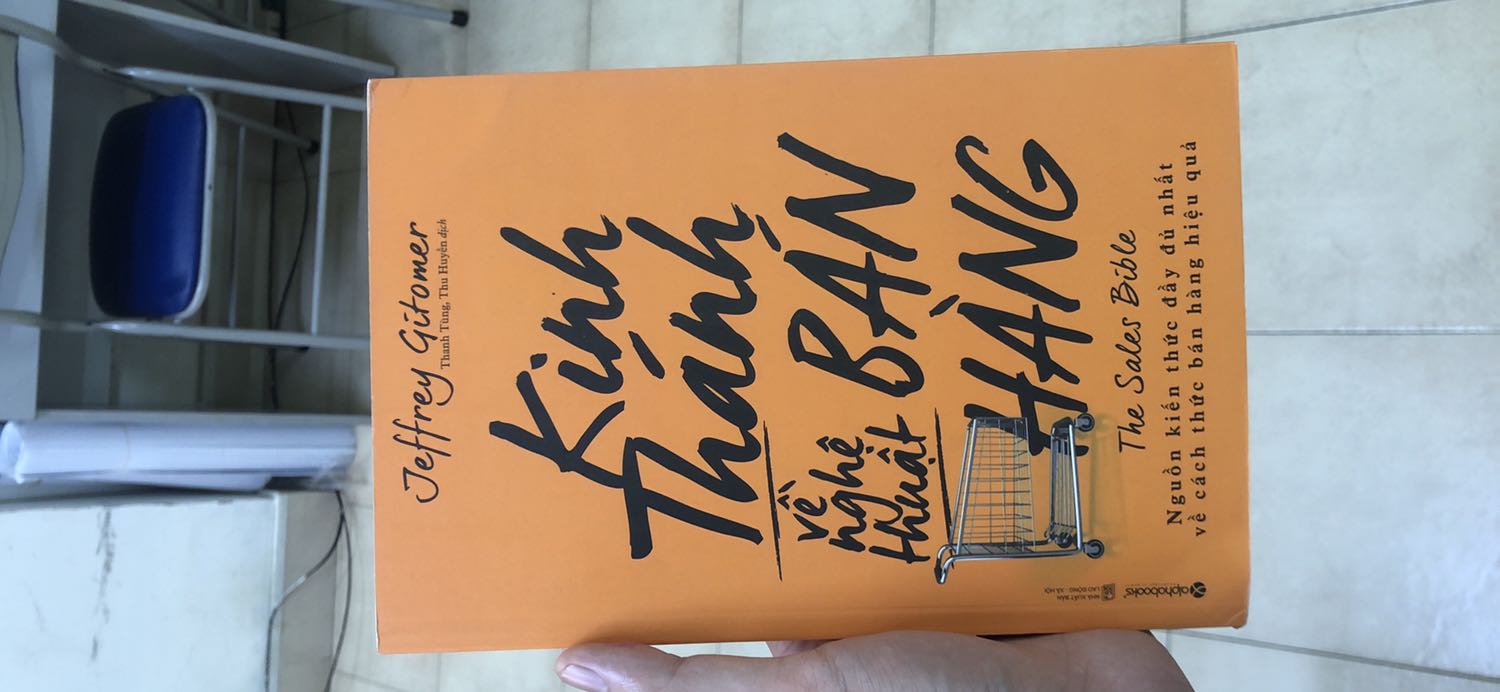 Jeffrey Gitomer
Thanh Tùng, Thu Huyền dịch
Kinh
Thánh
về
nghệ
thuật
BÁN
HÀNG
The Sales Bible
Nguồn kiến thức đầy đủ nhất
về cách thức bán hàng hiệu quả
NHÀ XUẤT BẢN
LAO ĐỘNG - XÃ HỘI
alphabooks